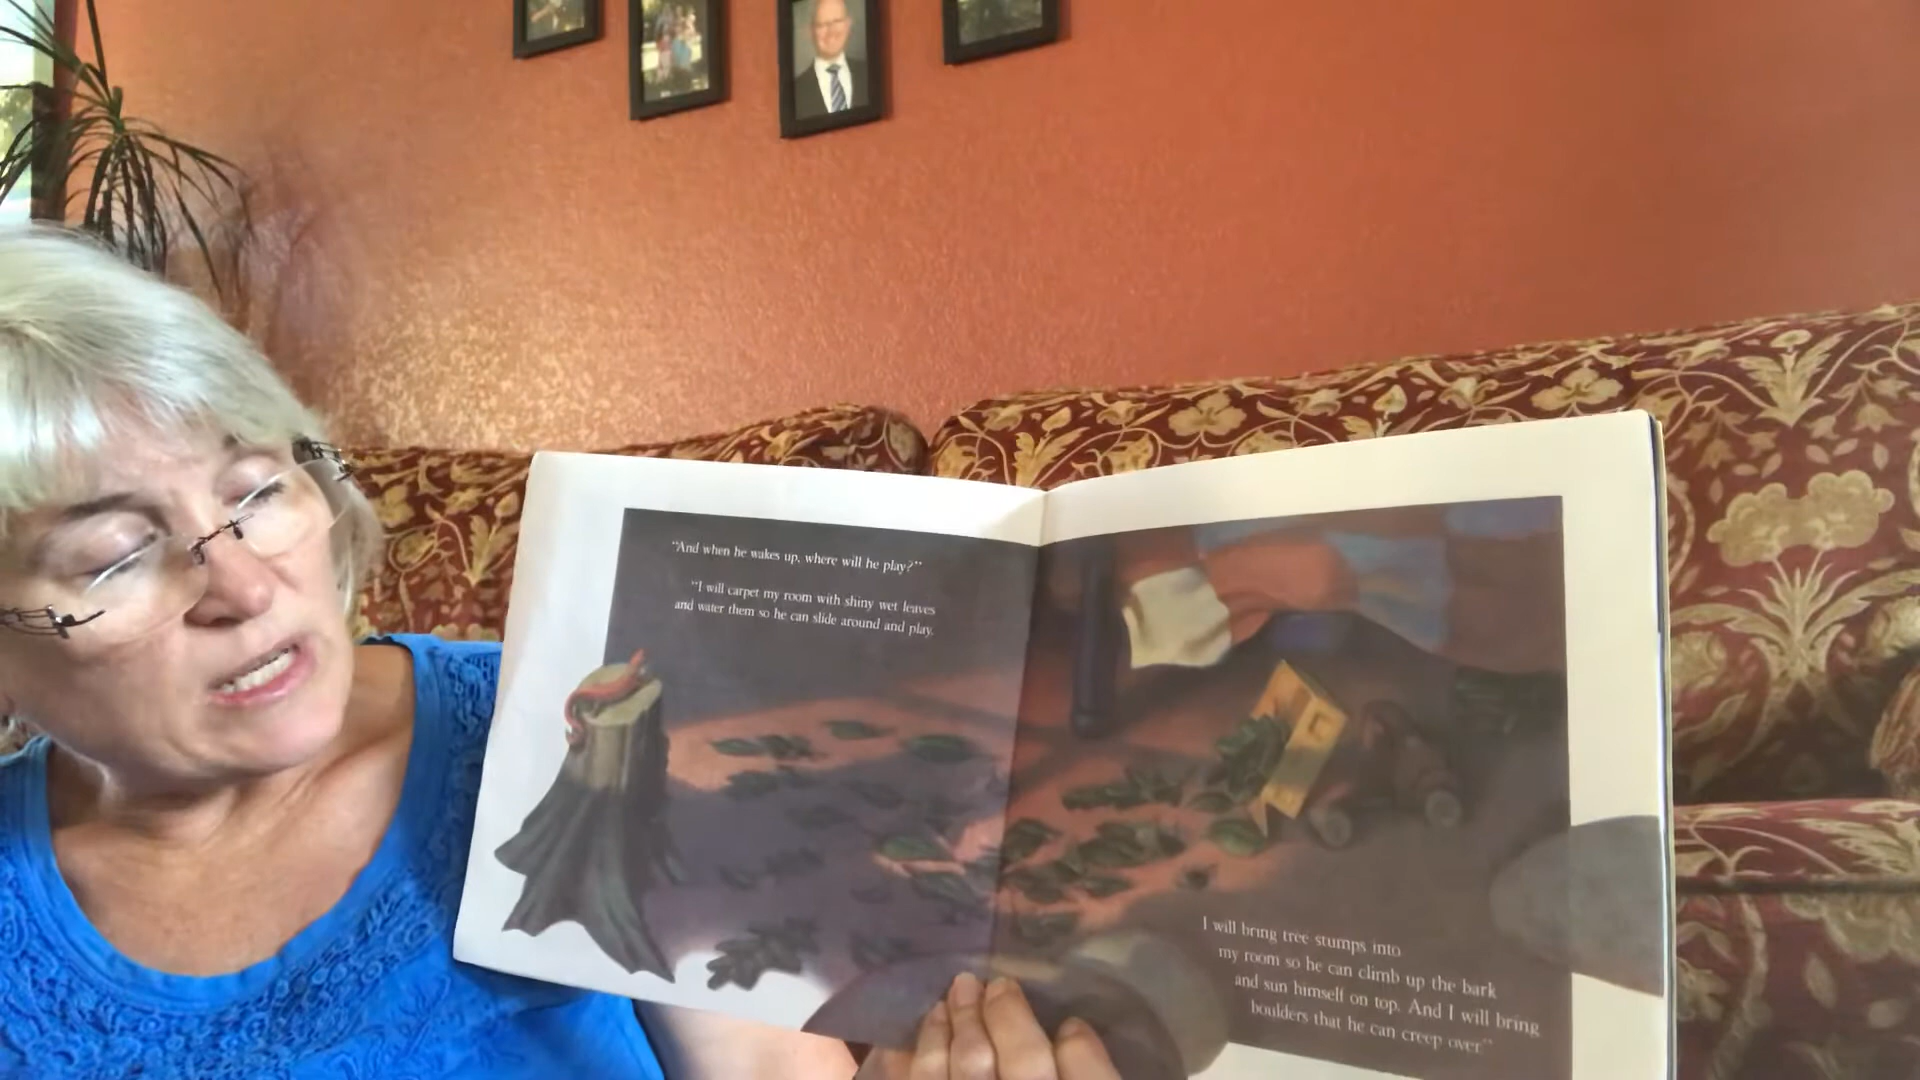 "And when he wakes up, where will he play?"
"I will carpet my room with shiny wet leaves
and water them so he can slide around and play.
I will bring tree stumps into
my room so he can climb up the bark
and sun himself on top. And I will bring
boulders that he can creep over."